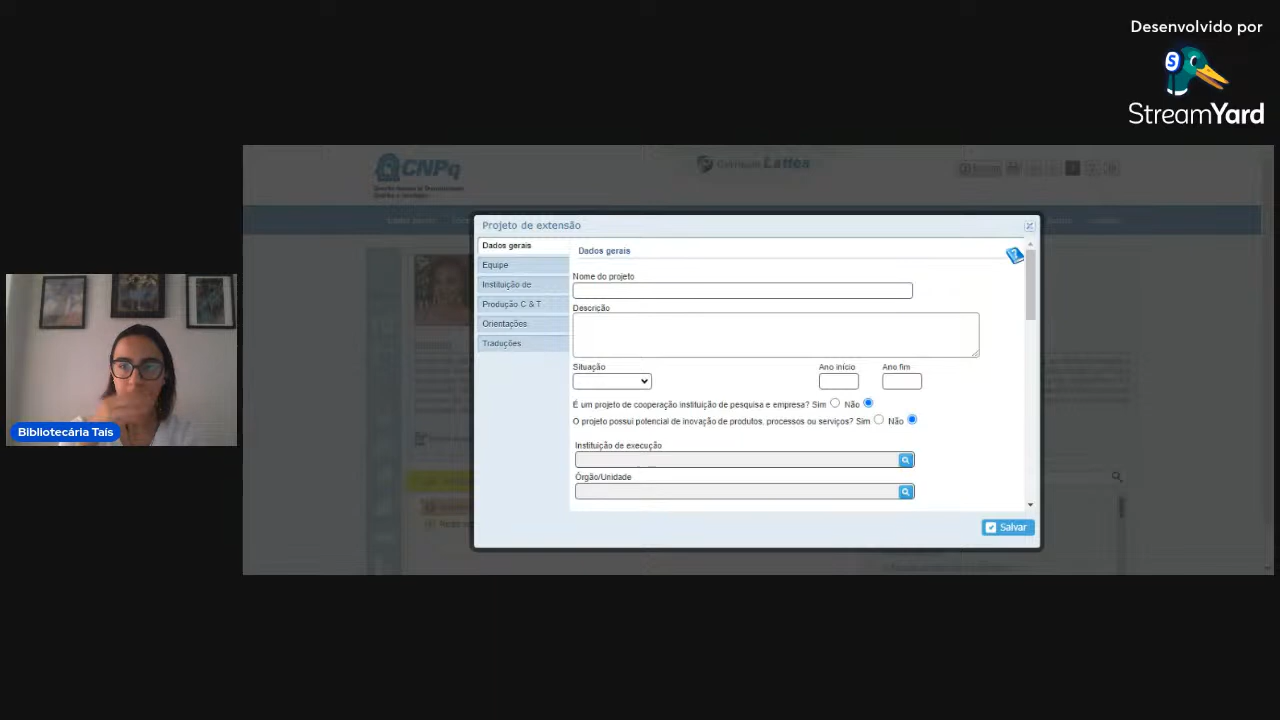 Desenvolvido por
S
StreamYard
CNPq
Lattes
Projeto de extensão
Dados gerais
Equipe
Instituição de
Produção C & T
Orientações
Traduções
Dados gerais
Nome do projeto
Descrição
Situação
Ano início
Ano fim
É um projeto de cooperação instituição de pesquisa e empresa? Sim Não
O projeto possui potencial de inovação de produtos, processos ou serviços? Sim Não
Instituição de execução
Órgão/Unidade
Salvar
Bibliotecária Taís